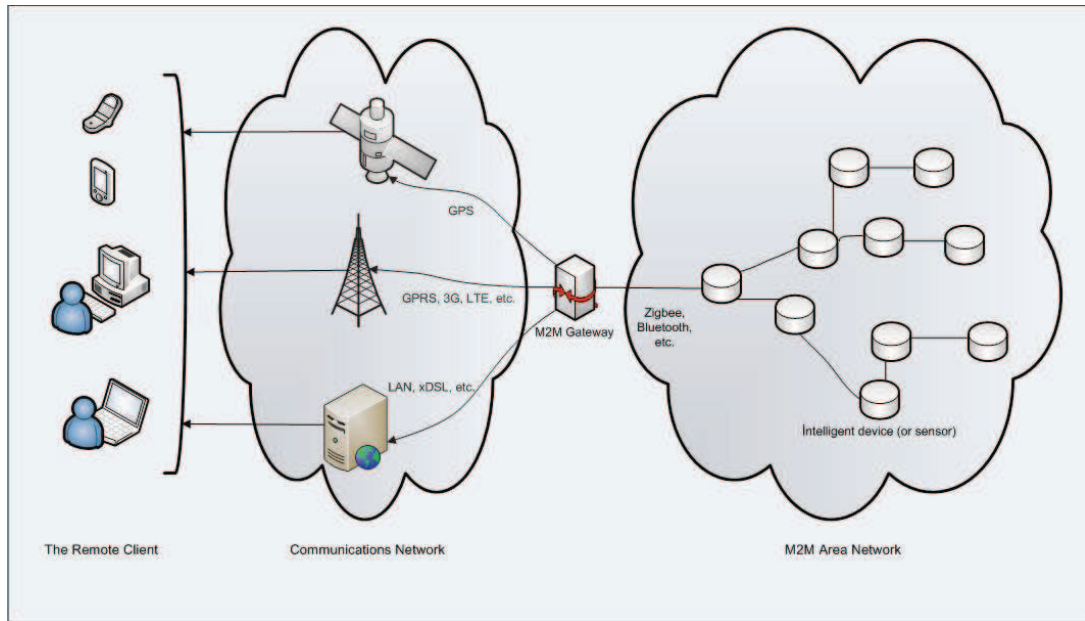 GPS
GPRS, 3G, LTE, etc.
M2M Gateway
Zigbee,
Bluetooth,
etc.
LAN, xDSL, etc.
İntelligent device (or sensor)
The Remote Client
Communications Network
M2M Area Network